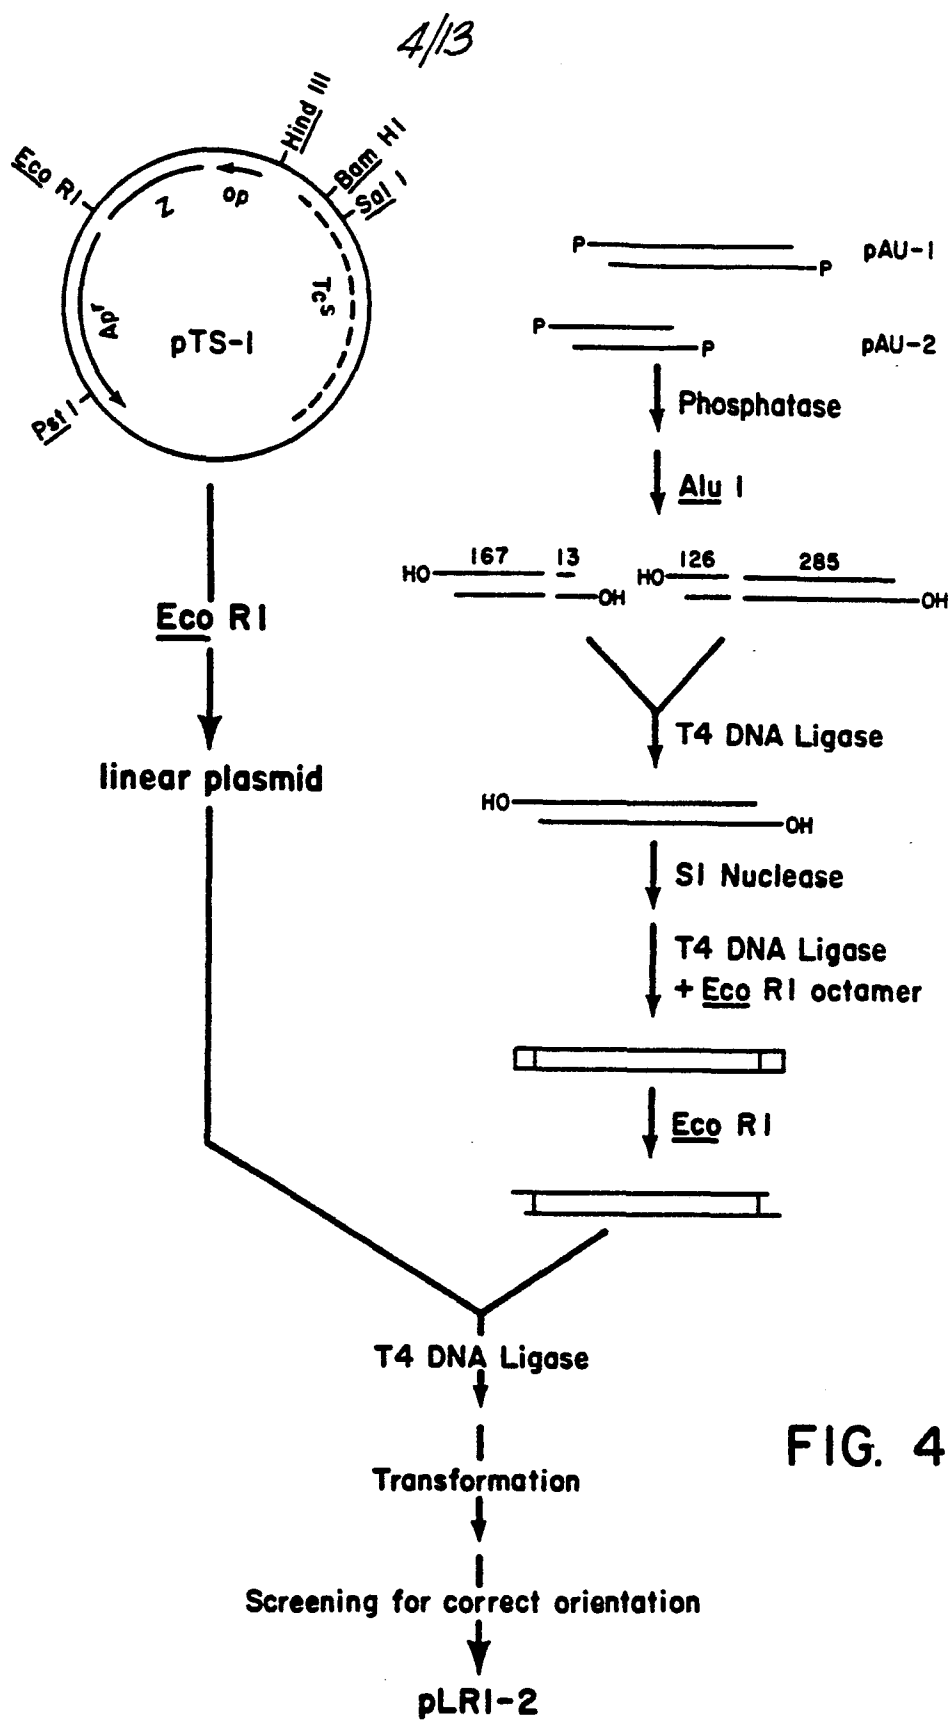 4/13
Hind III
Bam HI
Sal I
Eco RI
Z
op
Tcˢ
Apʳ
pTS-1
Pst I
P
P
pAU-1
P
P
pAU-2
Phosphatase
Alu I
167 13
HO
OH
126 285
HO
OH
Eco RI
T4 DNA Ligase
linear plasmid
HO
OH
S1 Nuclease
T4 DNA Ligase
+ Eco RI octamer
Eco RI
T4 DNA Ligase
Transformation
Screening for correct orientation
pLRI-2
FIG. 4